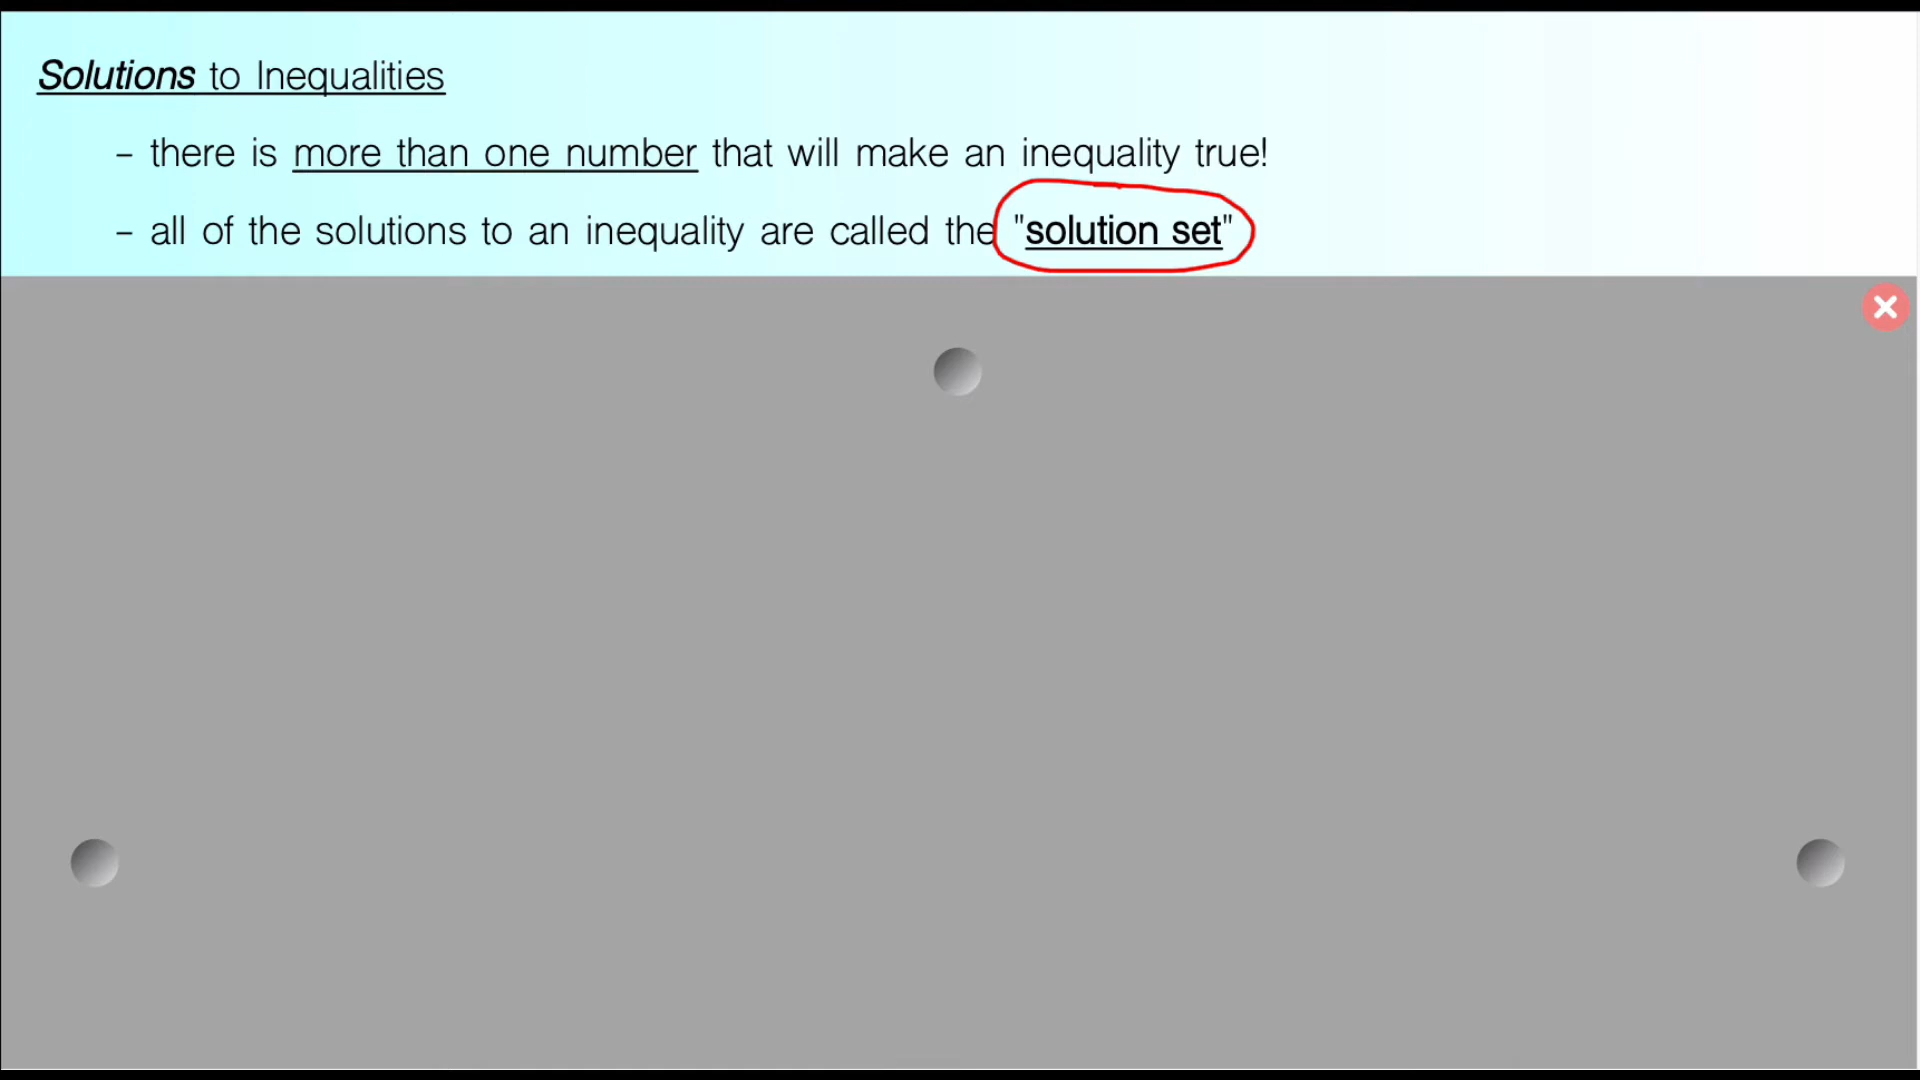 Solutions to Inequalities
– there is more than one number that will make an inequality true!
– all of the solutions to an inequality are called the "solution set"